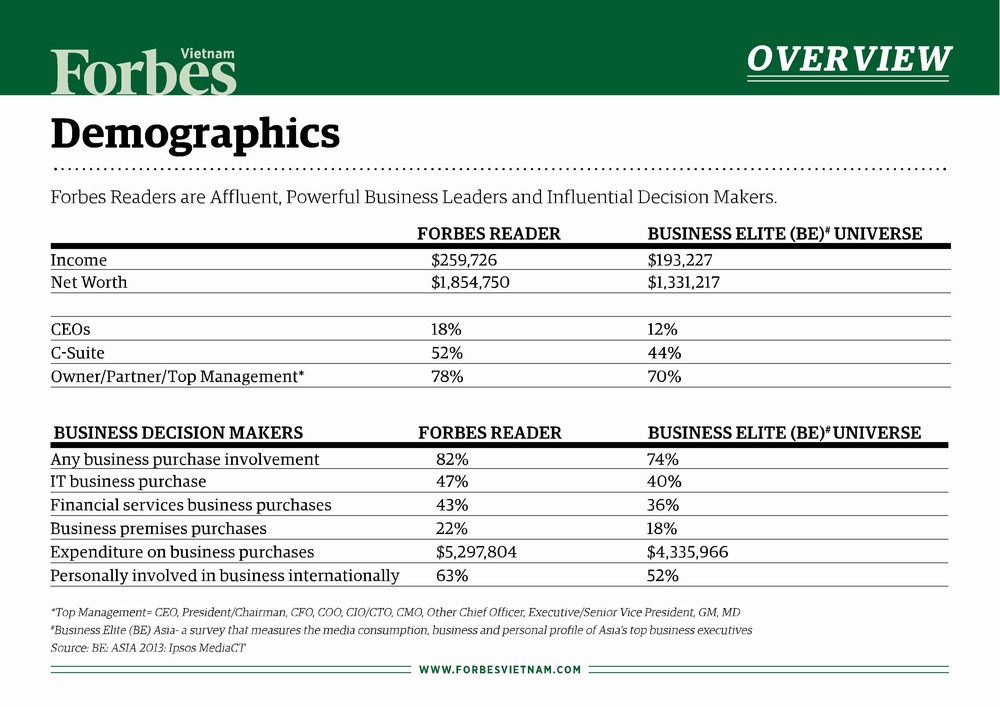 Forbes Vietnam
OVERVIEW
Demographics
Forbes Readers are Affluent, Powerful Business Leaders and Influential Decision Makers.
FORBES READER BUSINESS ELITE (BE)# UNIVERSE
Income $259,726 $193,227
Net Worth $1,854,750 $1,331,217
CEOs 18% 12%
C-Suite 52% 44%
Owner/Partner/Top Management* 78% 70%
BUSINESS DECISION MAKERS FORBES READER BUSINESS ELITE (BE)# UNIVERSE
Any business purchase involvement 82% 74%
IT business purchase 47% 40%
Financial services business purchases 43% 36%
Business premises purchases 22% 18%
Expenditure on business purchases $5,297,804 $4,335,966
Personally involved in business internationally 63% 52%
*Top Management= CEO, President/Chairman, CFO, COO, CIO/CTO, CMO, Other Chief Officer, Executive/Senior Vice President, GM, MD
#Business Elite (BE) Asia- a survey that measures the media consumption, business and personal profile of Asia's top business executives
Source: BE: ASIA 2013: Ipsos MediaCT
WWW.FORBESVIETNAM.COM